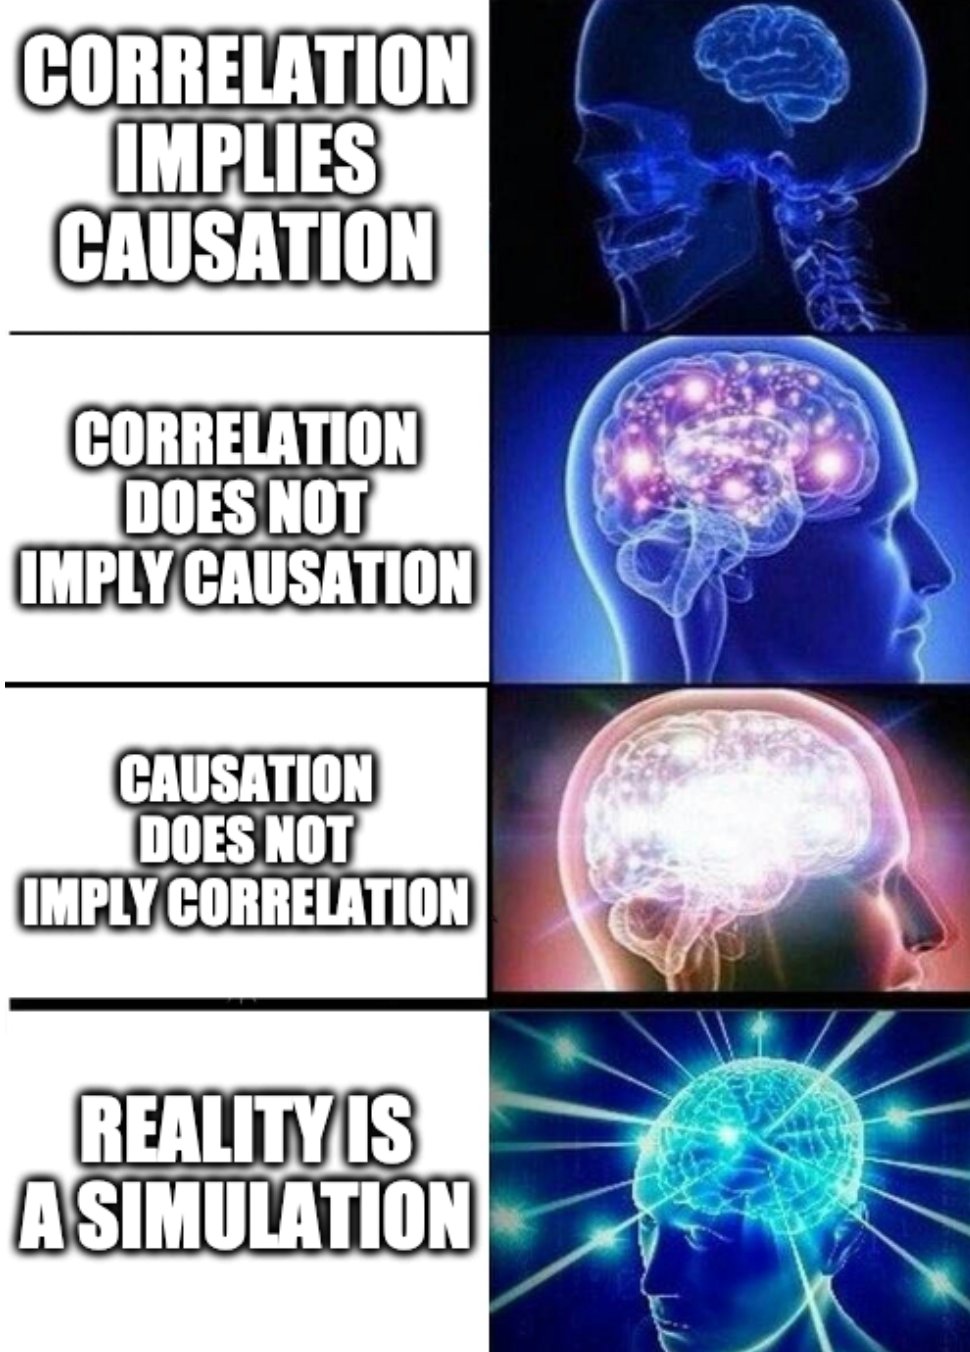 CORRELATION
IMPLIES
CAUSATION
CORRELATION
DOES NOT
IMPLY CAUSATION
CAUSATION
DOES NOT
IMPLY CORRELATION
REALITY IS
A SIMULATION